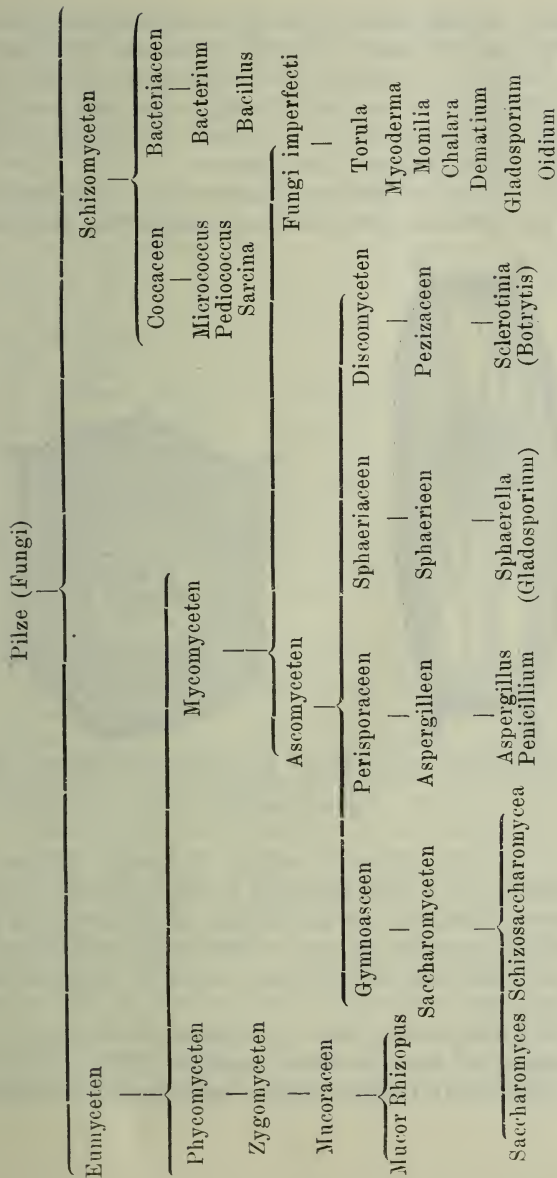 Pilze (Fungi)
Eumyceten Schizomyceten
Phycomyceten Mycomyceten Coccaceen Bacteriaceen
Zygomyceten Micrococcus Bacterium
Pediococcus Bacillus
Sarcina
Mucoraceen Ascomyceten Fungi imperfecti
Mucor Rhizopus Gymnoasceen Perisporaceen Sphaeriaceen Discomyceten Torula
Mycoderma
Saccharomyceten Aspergilleen Sphaerieen Pezizaceen Monilia
Chalara
Dematium
Saccharomyces Schizosaccharomycea Aspergillus Sphaerella Sclerotinia Gladosporium
Penicillium (Gladosporium) (Botrytis) Oidium